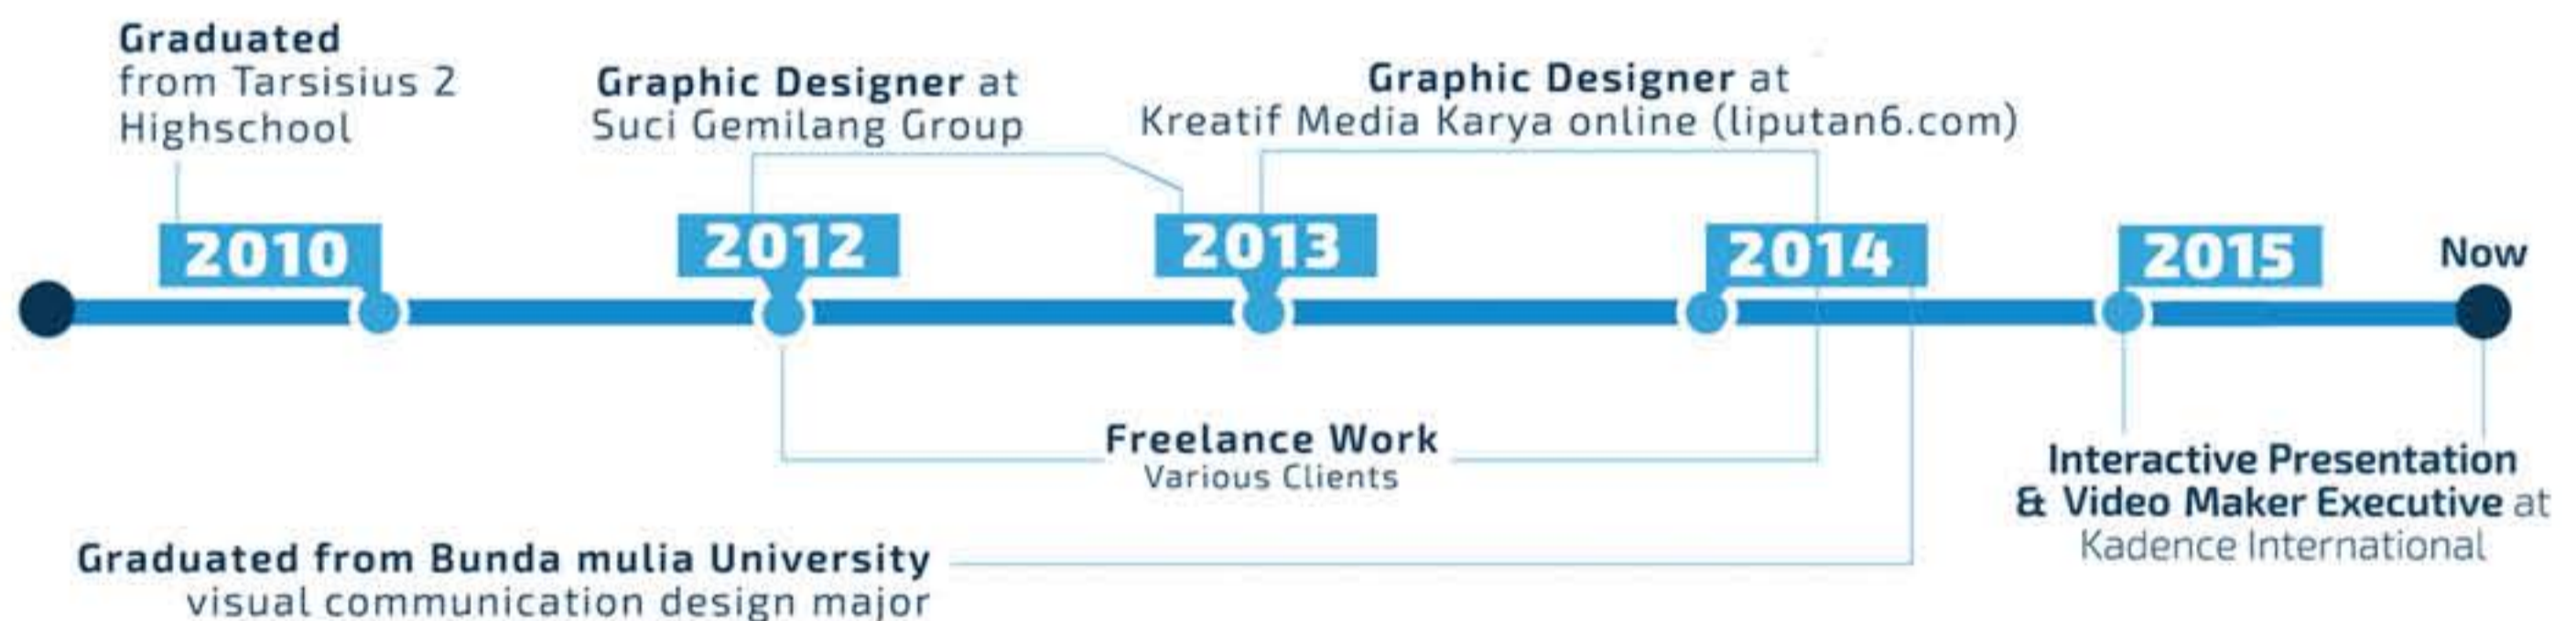 Graduated
from Tarsisius 2
Highschool
Graphic Designer at
Suci Gemilang Group
Graphic Designer at
Kreatif Media Karya online (liputan6.com)
2010
2012
2013
2014
2015
Now
Freelance Work
Various Clients
Interactive Presentation
& Video Maker Executive at
Kadence International
Graduated from Bunda mulia University
visual communication design major